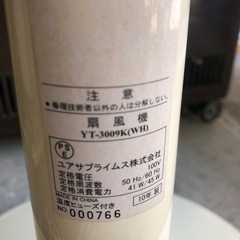 注意
●修理技術者以外の人は分解しない。
扇風機
YT-3009K(WH)
PS
E
ユアサプライムス株式会社
定格電圧 100V
定格周波数 50 Hz/60 Hz
定格消費電力 41 W/45 W
MADE IN CHINA 10年製
温度ヒューズ付き
NO 000766